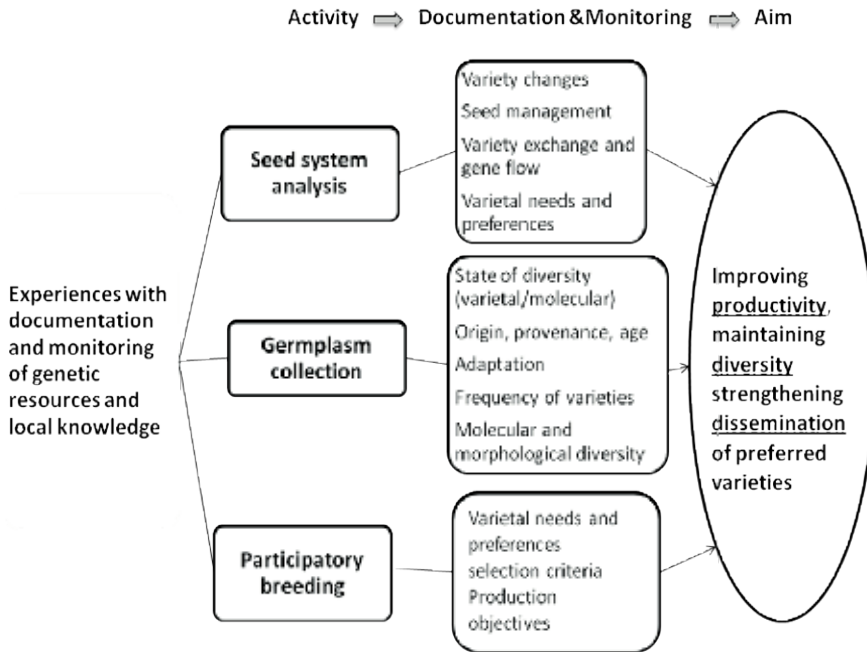 Activity Documentation &Monitoring Aim
Experiences with
documentation
and monitoring
of genetic
resources and
local knowledge
Seed system
analysis
Variety changes
Seed management
Variety exchange and
gene flow
Varietal needs and
preferences
Germplasm
collection
State of diversity
(varietal/molecular)
Origin, provenance, age
Adaptation
Frequency of varieties
Molecular and
morphological diversity
Participatory
breeding
Varietal needs and
preferences
selection criteria
Production
objectives
Improving
productivity,
maintaining
diversity
strengthening
dissemination
of preferred
varieties